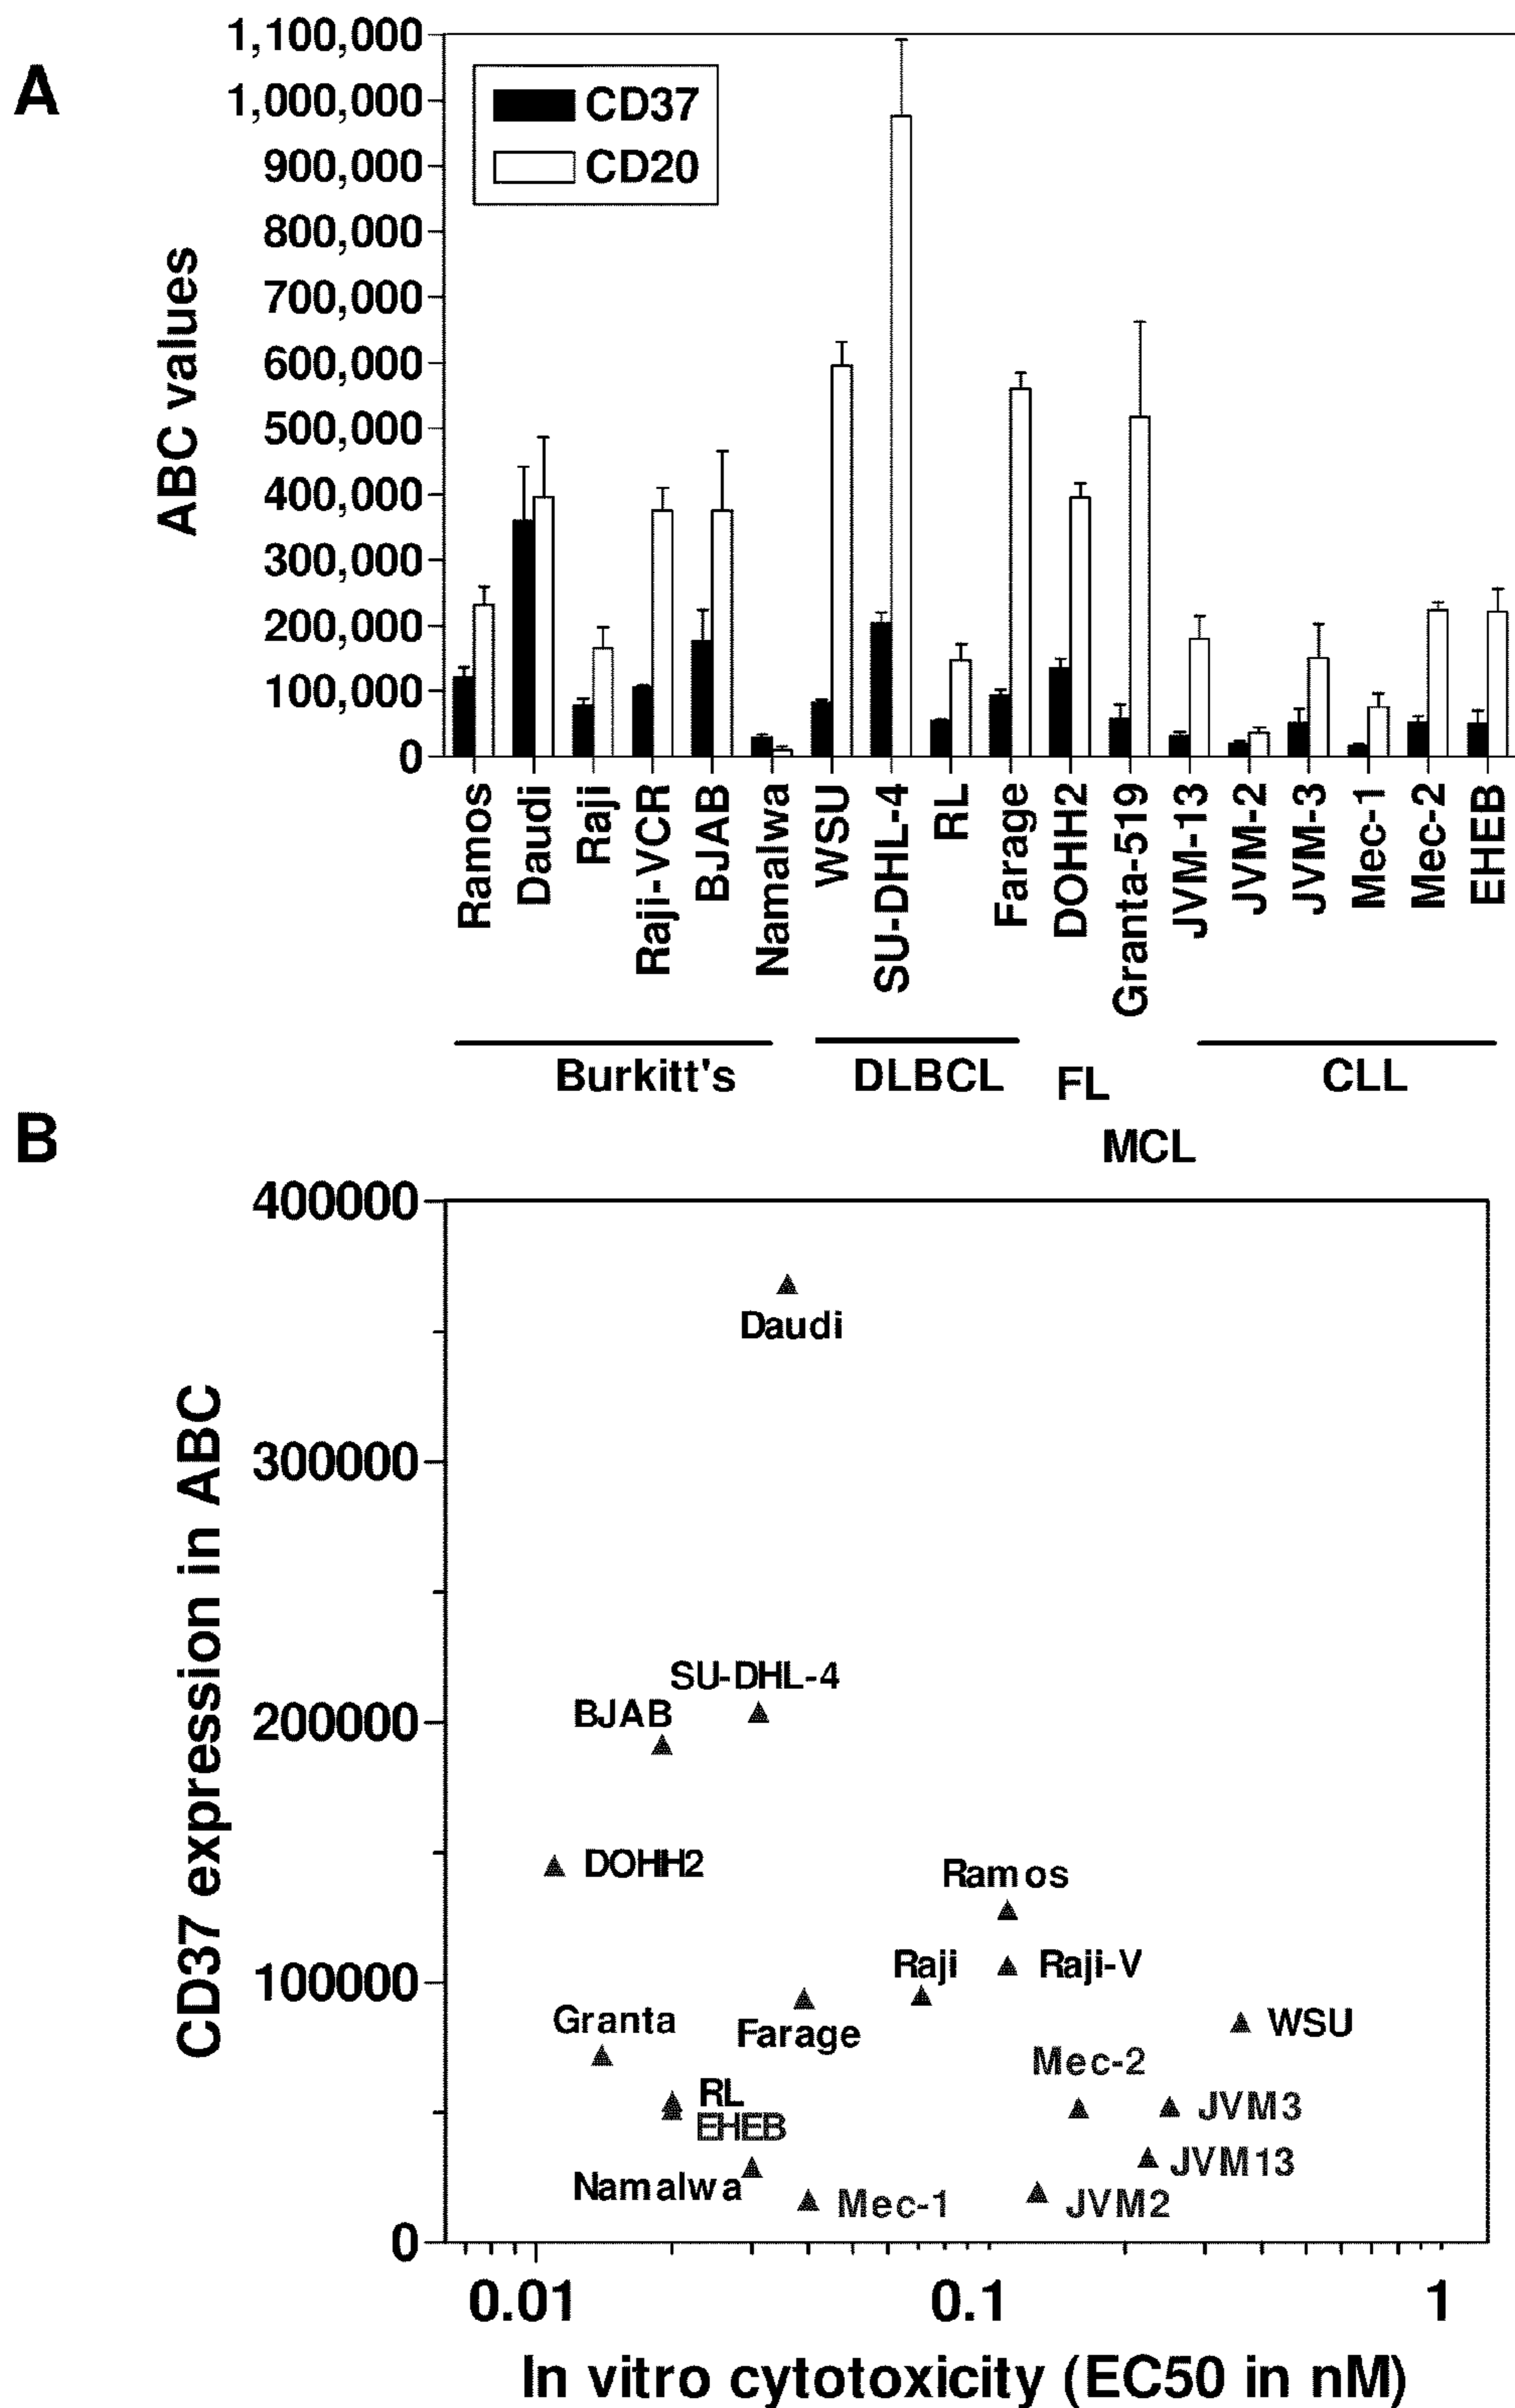 A
1,100,000
1,000,000
900,000
800,000
700,000
600,000
500,000
400,000
300,000
200,000
100,000
0
ABC values
CD37
CD20
Ramos
Daudi
Raji
Raji-VCR
BJAB
Namalwa
WSU
SU-DHL-4
RL
Farage
DOHH2
Granta-519
JVM-13
JVM-2
JVM-3
Mec-1
Mec-2
EHEB
Burkitt's
DLBCL
FL
MCL
CLL
B
400000
300000
200000
100000
0
CD37 expression in ABC
Daudi
SU-DHL-4
BJAB
DOHH2
Ramos
Raji
Raji-V
Granta
Farage
WSU
Mec-2
RL
EHEB
JVM3
JVM13
Namalwa
Mec-1
JVM2
0.01
0.1
1
In vitro cytotoxicity (EC50 in nM)